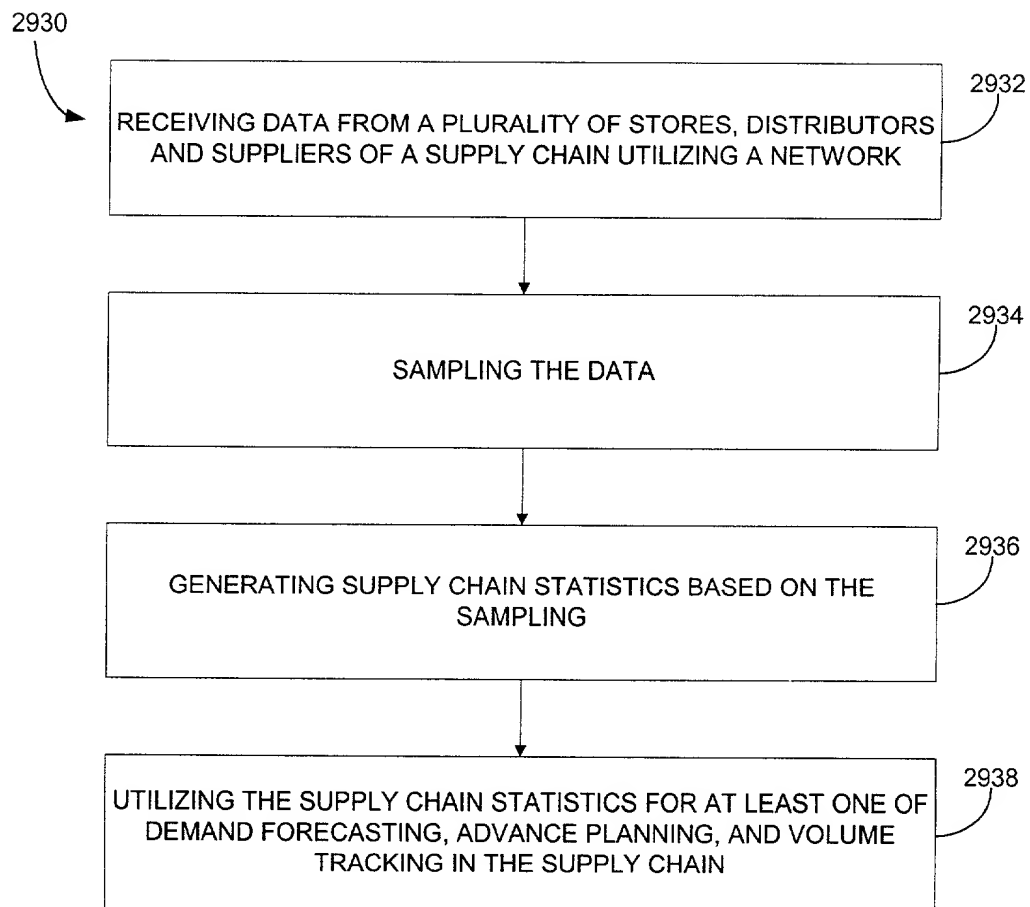 2930
2932
RECEIVING DATA FROM A PLURALITY OF STORES, DISTRIBUTORS
AND SUPPLIERS OF A SUPPLY CHAIN UTILIZING A NETWORK
2934
SAMPLING THE DATA
2936
GENERATING SUPPLY CHAIN STATISTICS BASED ON THE
SAMPLING
2938
UTILIZING THE SUPPLY CHAIN STATISTICS FOR AT LEAST ONE OF
DEMAND FORECASTING, ADVANCE PLANNING, AND VOLUME
TRACKING IN THE SUPPLY CHAIN